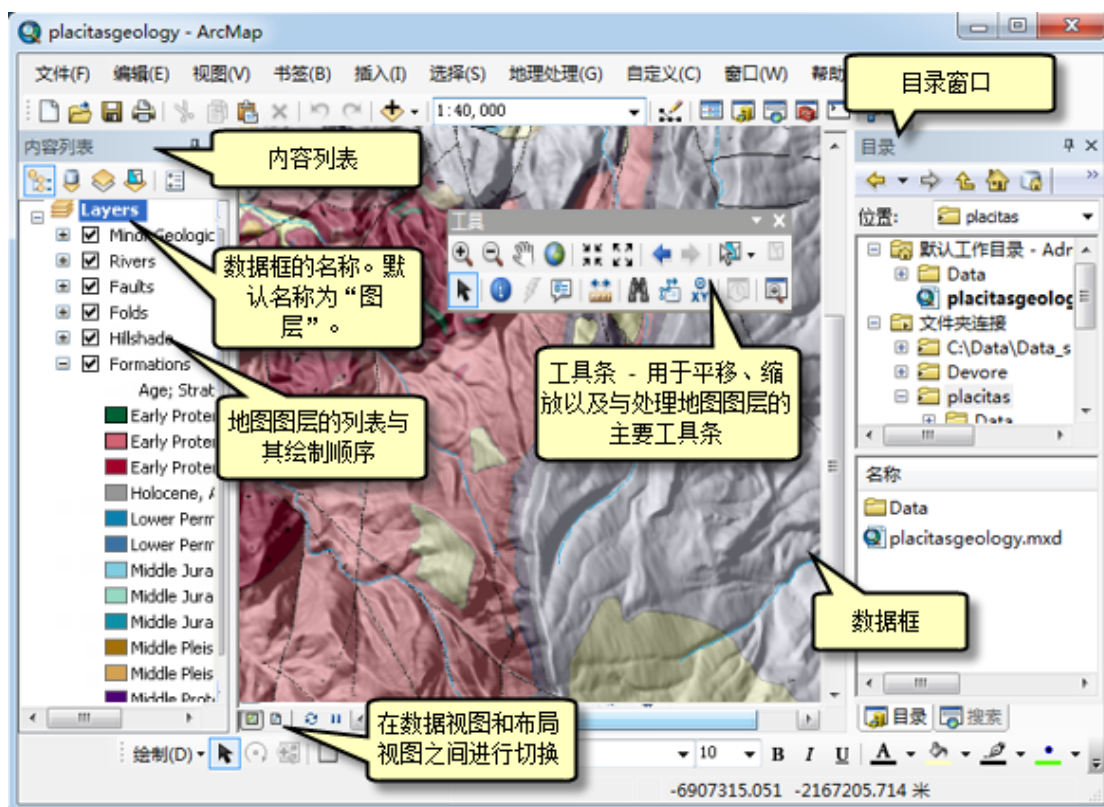 placitasgeology - ArcMap
文件(F) 编辑(E) 视图(V) 书签(B) 插入(I) 选择(S) 地理处理(G) 自定义(C) 窗口(W) 帮助
目录窗口
1:40,000
内容列表
内容列表
目录
工具
位置: placitas
Layers
Minor Geologic
Rivers
Faults
Folds
Hillshade
Formations
Age; Strat
Early Proter
Early Proter
Early Proter
Holocene, A
Lower Perm
Lower Perm
Middle Jura
Middle Jura
Middle Jura
Middle Pleis
Middle Pleis
Middle Prot
数据框的名称。默
认名称为“图
层”。
地图图层的列表与
其绘制顺序
工具条 - 用于平移、缩
放以及与处理地图图层的
主要工具条
默认工作目录 - Adm
Data
placitasgeolog
文件夹连接
C:\Data\Data_s
Devore
placitas
Data
名称
Data
placitasgeology.mxd
数据框
目录 搜索
在数据视图和布局
视图之间进行切换
绘制(D) 10 B I U A
-6907315.051 -2167205.714 米